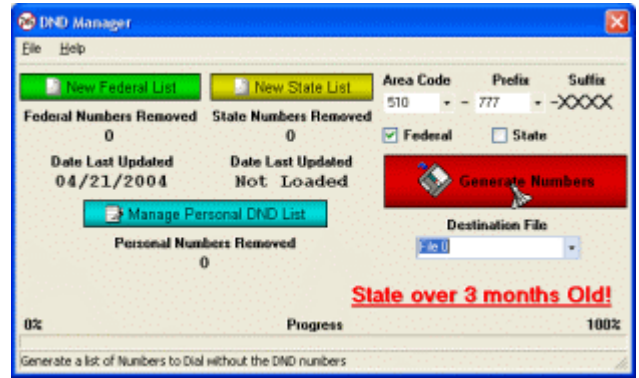 DND Manager
File Help
New Federal List
New State List
Area Code Prefix Suffix
510 - 777 -XXXX
Federal Numbers Removed
0
State Numbers Removed
0
Federal State
Date Last Updated
04/21/2004
Date Last Updated
Not Loaded
Generate Numbers
Manage Personal DND List
Destination File
File 0
Personal Numbers Removed
0
State over 3 months Old!
0% Progress 100%
Generate a list of Numbers to Dial without the DND numbers